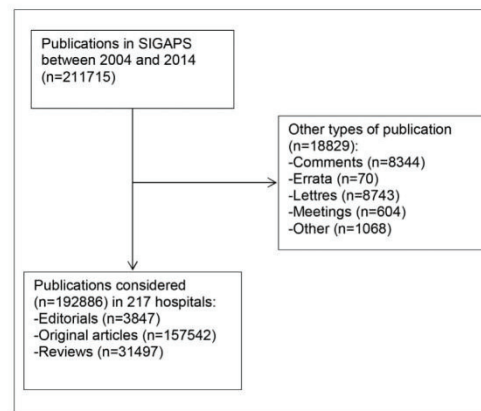 Publications in SIGAPS
between 2004 and 2014
(n=211715)
Other types of publication
(n=18829):
-Comments (n=8344)
-Errata (n=70)
-Lettres (n=8743)
-Meetings (n=604)
-Other (n=1068)
Publications considered
(n=192886) in 217 hospitals:
-Editorials (n=3847)
-Original articles (n=157542)
-Reviews (n=31497)